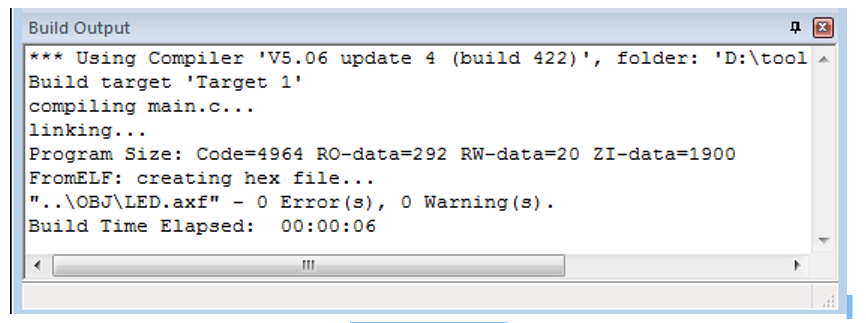 Build Output
*** Using Compiler 'V5.06 update 4 (build 422)', folder: 'D:\tool
Build target 'Target 1'
compiling main.c...
linking...
Program Size: Code=4964 RO-data=292 RW-data=20 ZI-data=1900
FromELF: creating hex file...
"..\OBJ\LED.axf" - 0 Error(s), 0 Warning(s).
Build Time Elapsed:  00:00:06